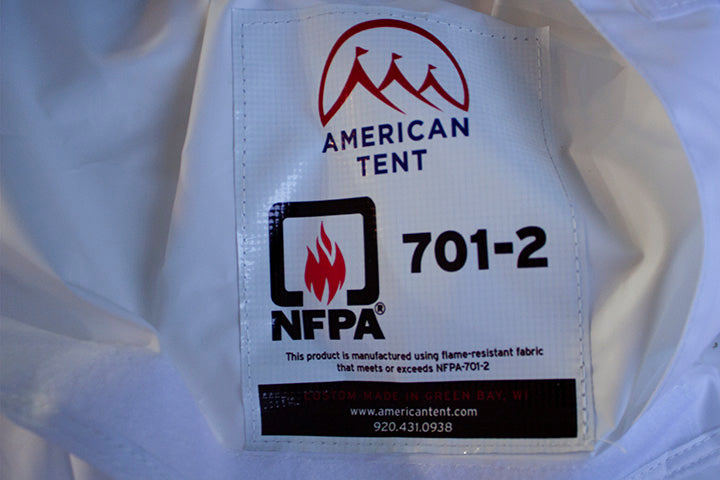 AMERICAN
TENT
701-2
NFPA®
This product is manufactured using flame-resistant fabric
that meets or exceeds NFPA-701-2
CUSTOM MADE IN GREEN BAY, WI
www.americantent.com
920.431.0938